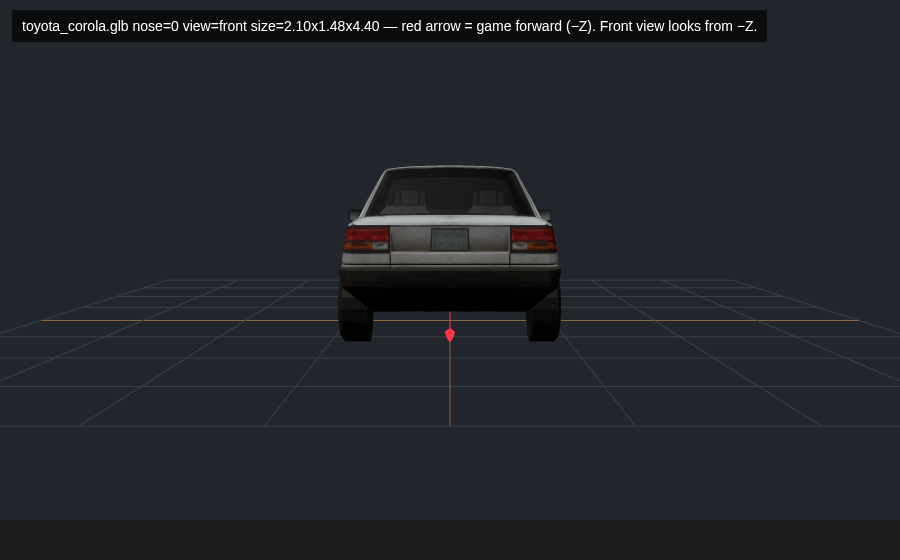 toyota_corola.glb nose=0 view=front size=2.10x1.48x4.40 — red arrow = game forward (−Z). Front view looks from −Z.